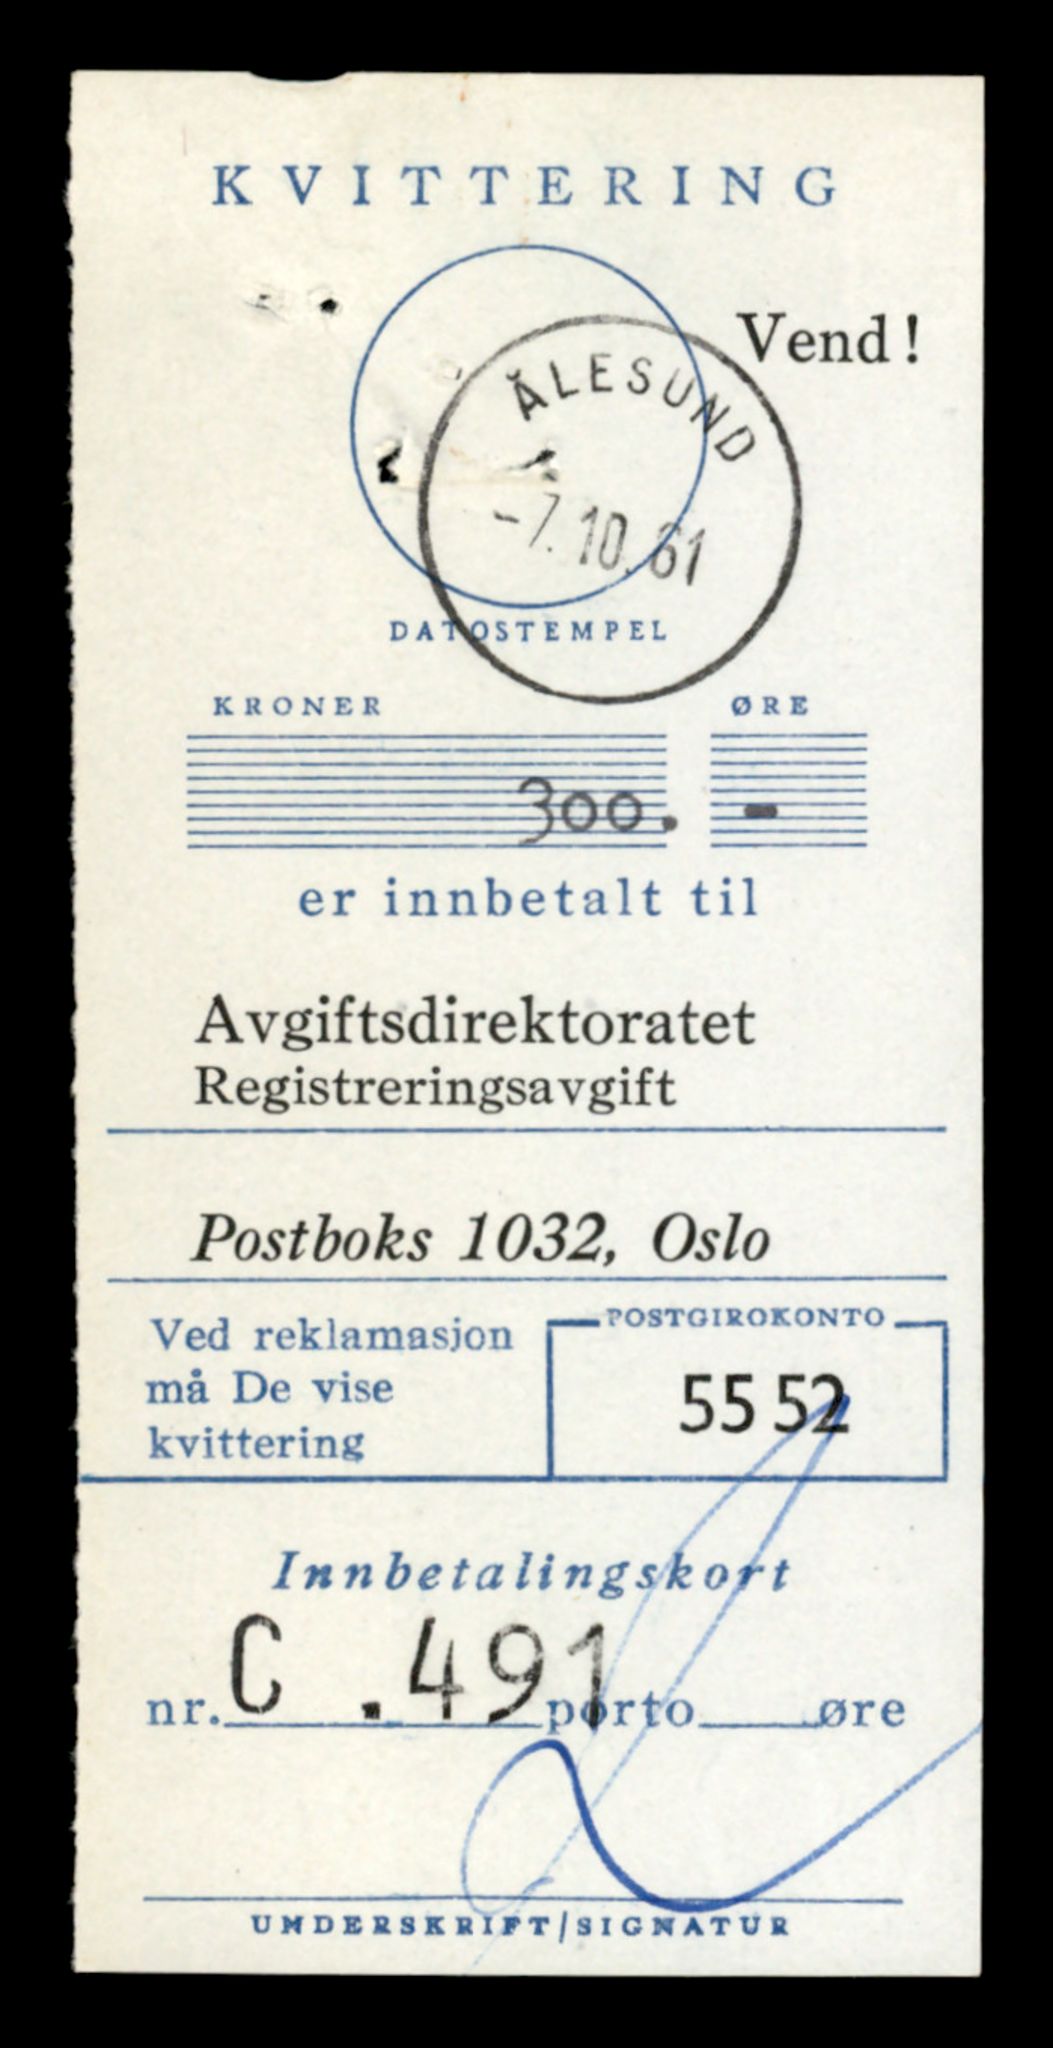 KVITTERING
Vend!
ÅLESUND
-7.10.61
DATOSTEMPEL
KRONER ØRE
300. -
er innbetalt til
Avgiftsdirektoratet
Registreringsavgift
Postboks 1032, Oslo
Ved reklamasjon
må De vise
kvittering
POSTGIROKONTO
55 52
Innbetalingskort
nr. C .491 porto øre
UNDERSKRIFT/SIGNATUR